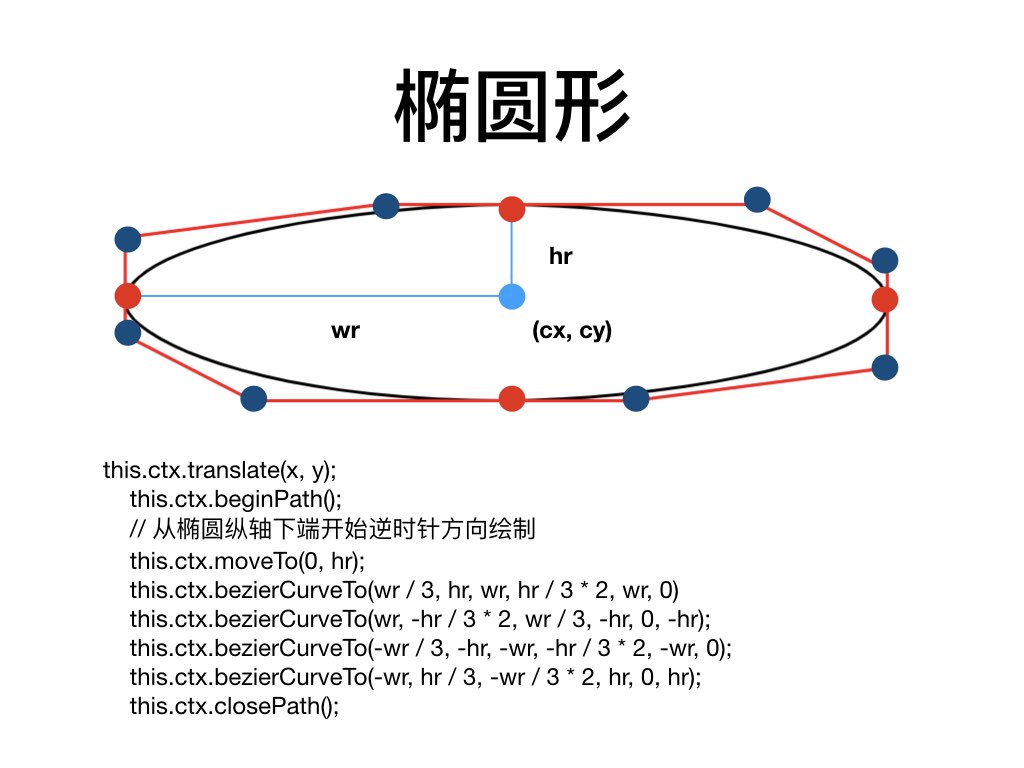 椭圆形
hr
wr
(cx, cy)
this.ctx.translate(x, y);
this.ctx.beginPath();
// 从椭圆纵轴下端开始逆时针方向绘制
this.ctx.moveTo(0, hr);
this.ctx.bezierCurveTo(wr / 3, hr, wr, hr / 3 * 2, wr, 0)
this.ctx.bezierCurveTo(wr, -hr / 3 * 2, wr / 3, -hr, 0, -hr);
this.ctx.bezierCurveTo(-wr / 3, -hr, -wr, -hr / 3 * 2, -wr, 0);
this.ctx.bezierCurveTo(-wr, hr / 3, -wr / 3 * 2, hr, 0, hr);
this.ctx.closePath();